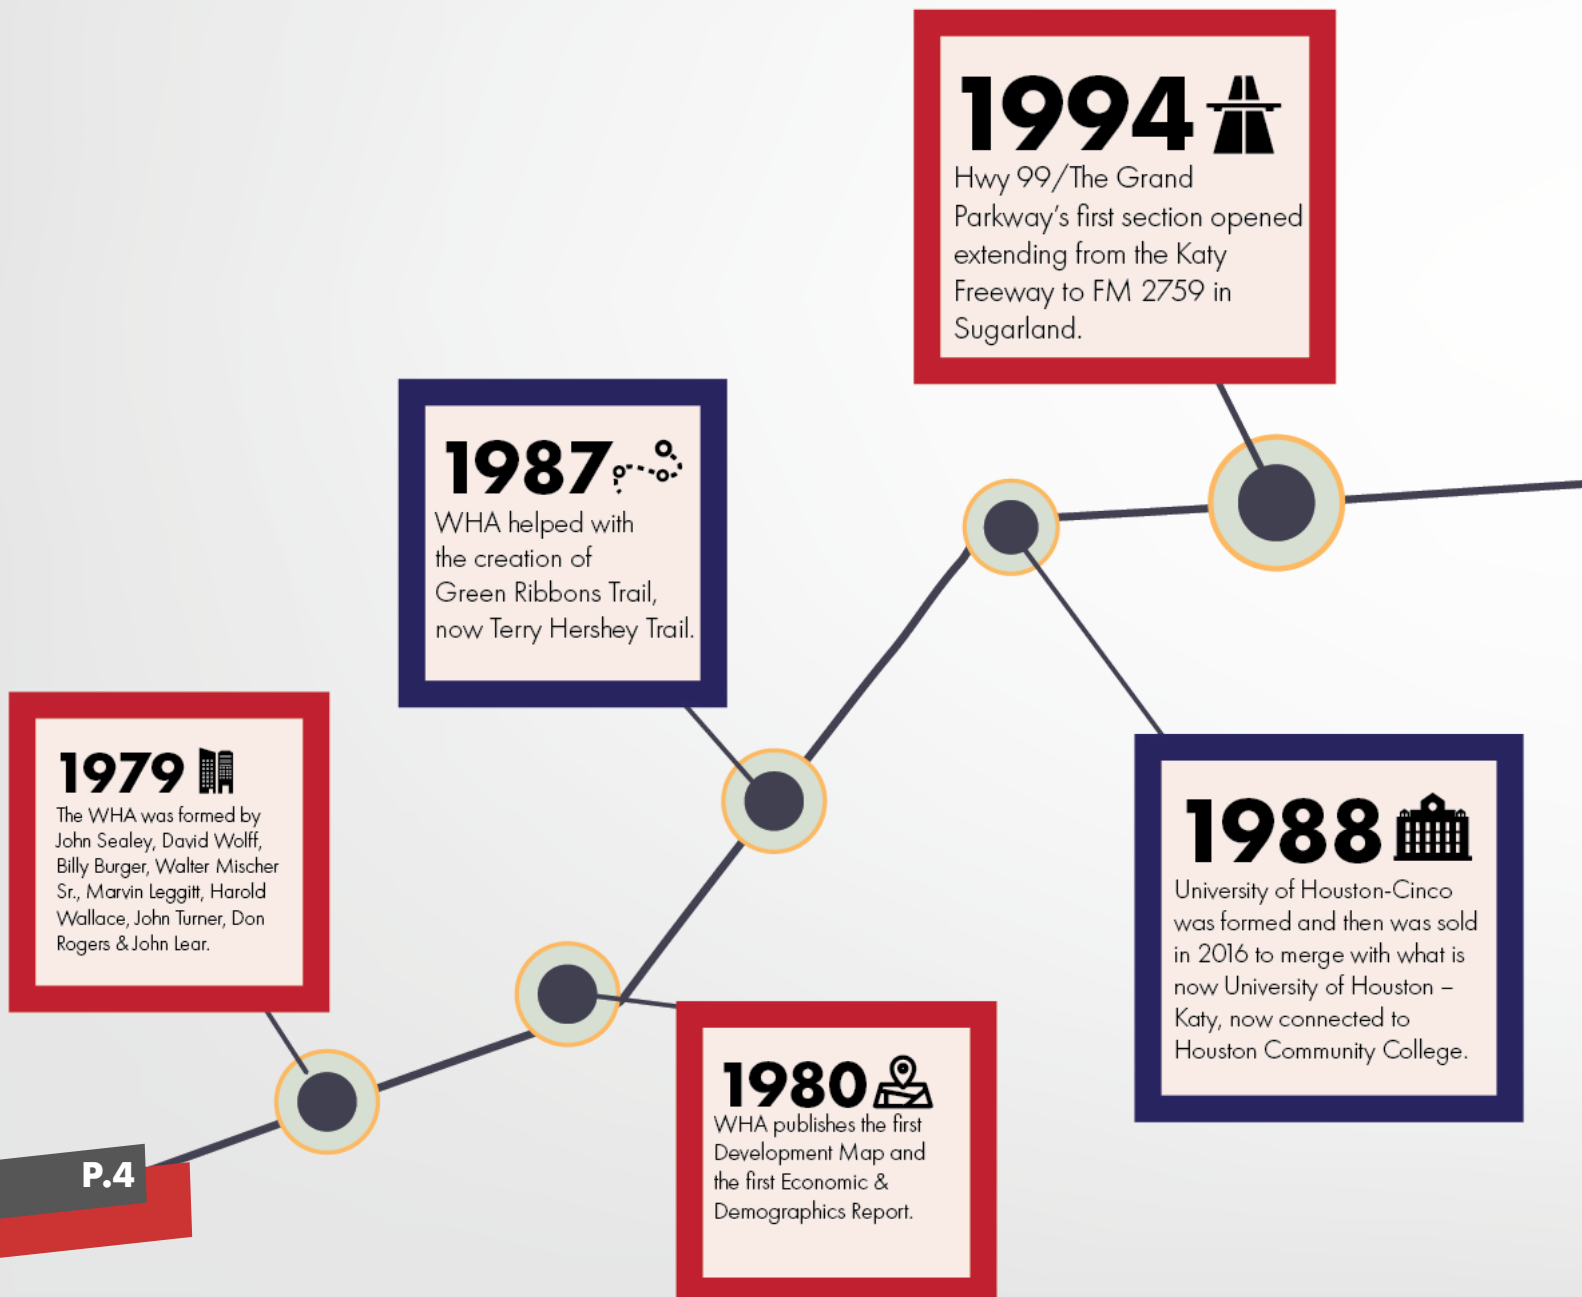 1979
The WHA was formed by
John Sealey, David Wolff,
Billy Burger, Walter Mischer
Sr., Marvin Leggitt, Harold
Wallace, John Turner, Don
Rogers & John Lear.
1980
WHA publishes the first
Development Map and
the first Economic &
Demographics Report.
1987
WHA helped with
the creation of
Green Ribbons Trail,
now Terry Hershey Trail.
1988
University of Houston-Cinco
was formed and then was sold
in 2016 to merge with what is
now University of Houston –
Katy, now connected to
Houston Community College.
1994
Hwy 99/The Grand
Parkway’s first section opened
extending from the Katy
Freeway to FM 2759 in
Sugarland.
P.4